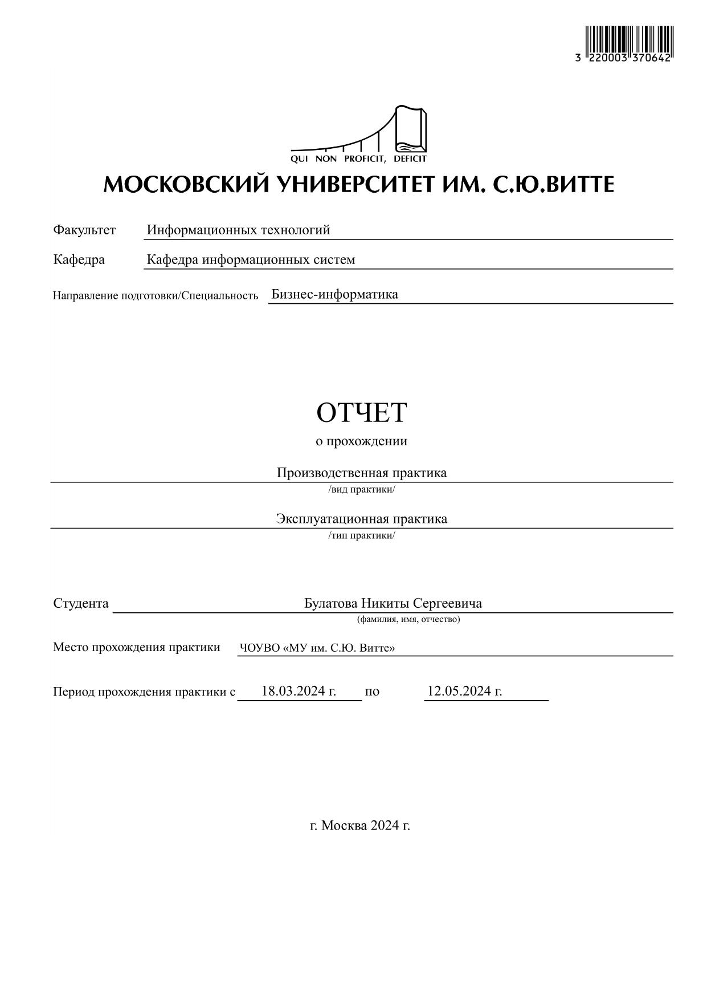 3 220003 370642
QUI NON PROFICIT, DEFICIT
МОСКОВСКИЙ УНИВЕРСИТЕТ ИМ. С.Ю.ВИТТЕ
Факультет Информационных технологий
Кафедра Кафедра информационных систем
Направление подготовки/Специальность Бизнес-информатика
ОТЧЕТ
о прохождении
Производственная практика
/вид практики/
Эксплуатационная практика
/тип практики/
Студента Булатова Никиты Сергеевича
(фамилия, имя, отчество)
Место прохождения практики ЧОУВО «МУ им. С.Ю. Витте»
Период прохождения практики с 18.03.2024 г. по 12.05.2024 г.
г. Москва 2024 г.